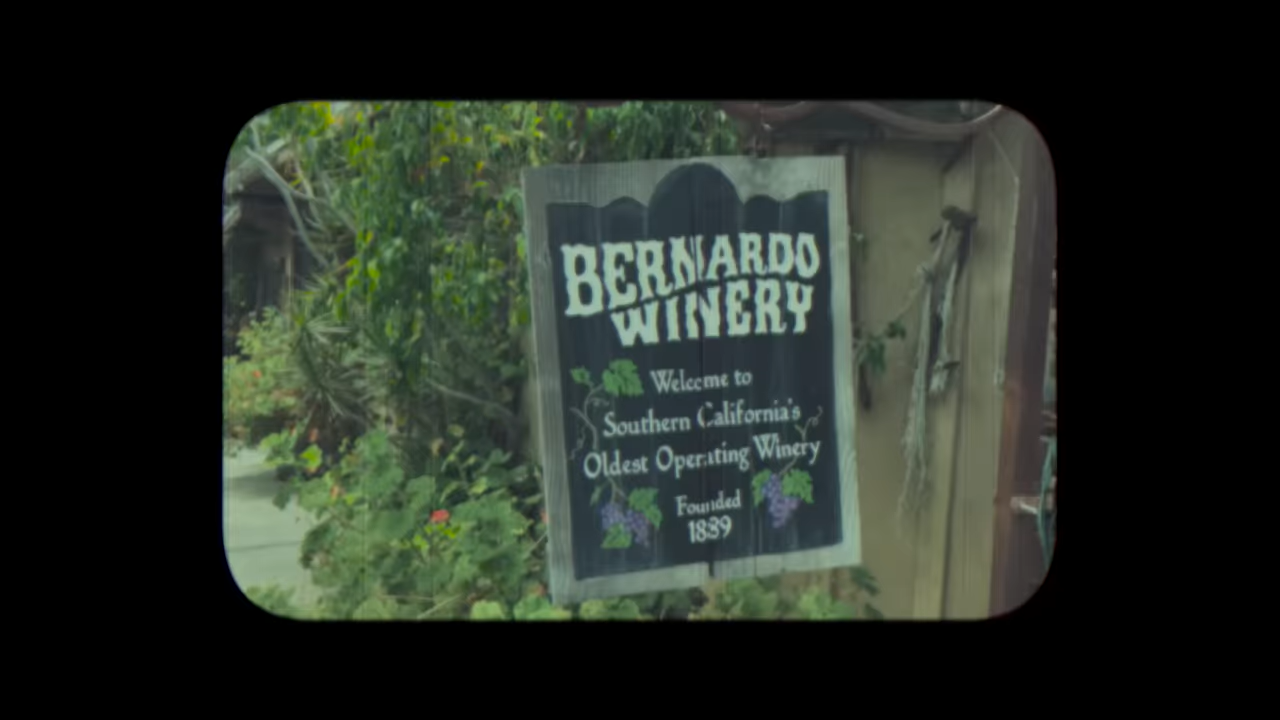 BERNARDO
WINERY
Welcome to
Southern California's
Oldest Operating Winery
Founded
1889